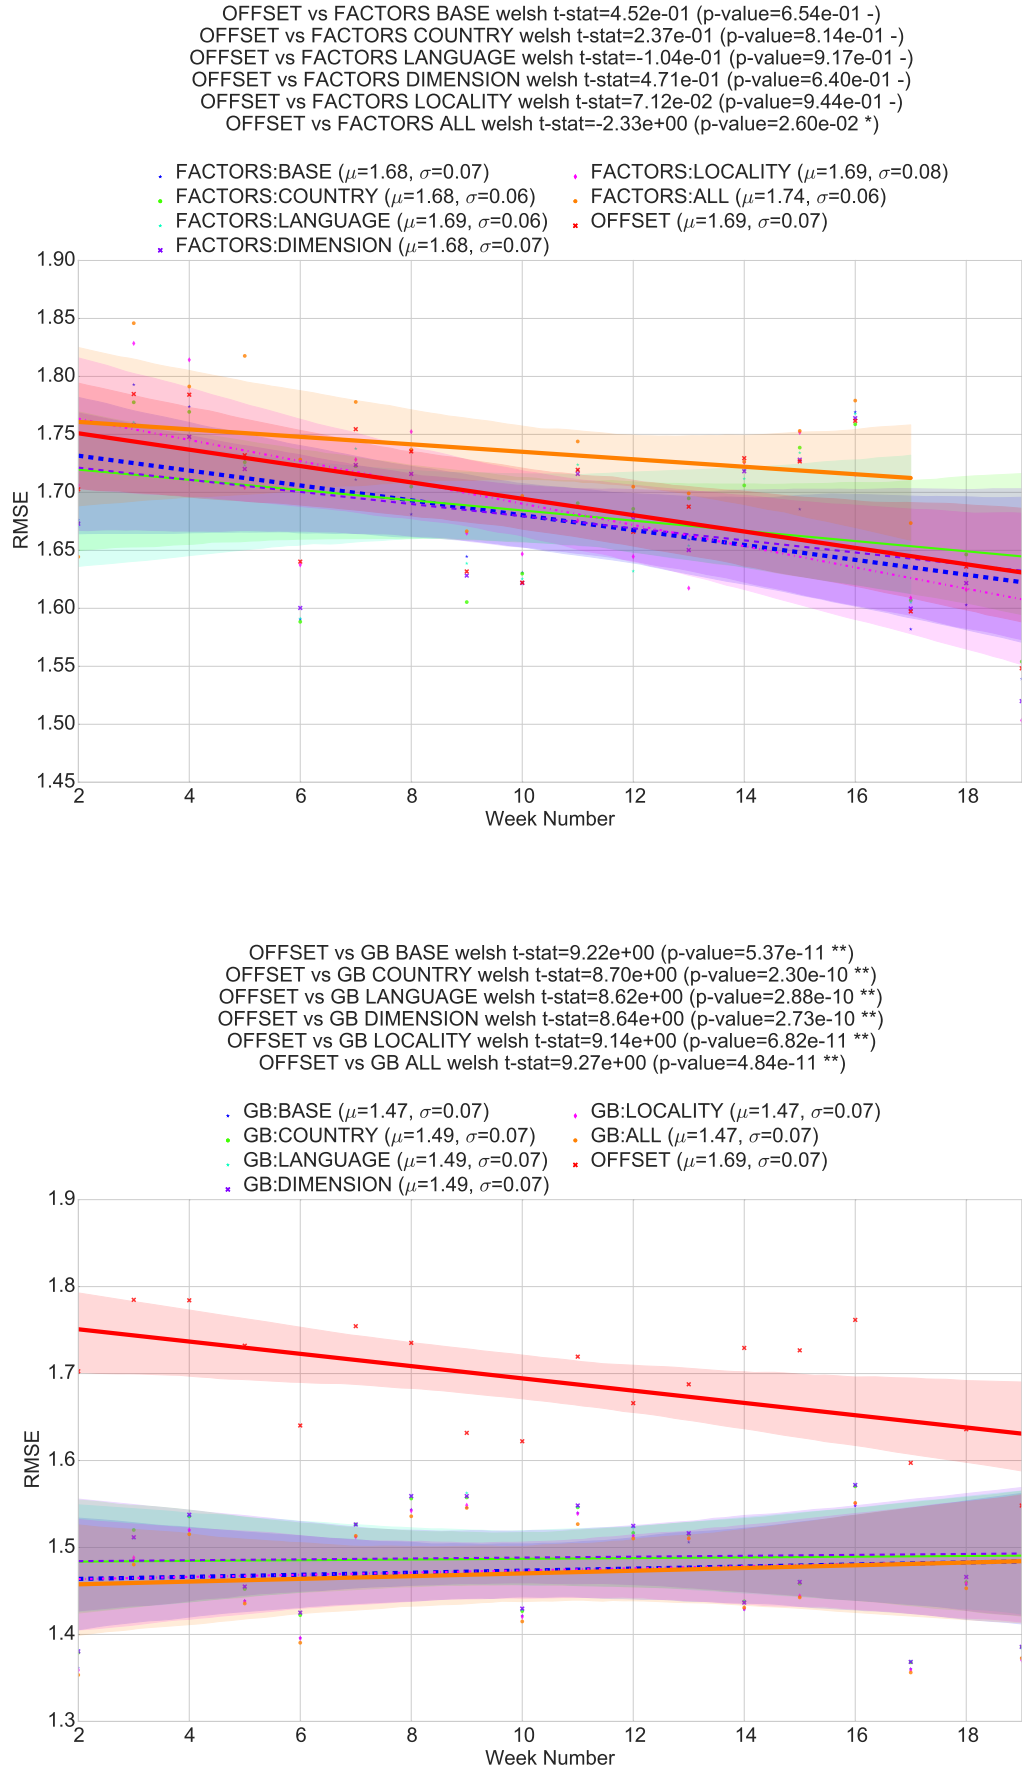 OFFSET vs FACTORS BASE welsh t-stat=4.52e-01 (p-value=6.54e-01 -)
OFFSET vs FACTORS COUNTRY welsh t-stat=2.37e-01 (p-value=8.14e-01 -)
OFFSET vs FACTORS LANGUAGE welsh t-stat=-1.04e-01 (p-value=9.17e-01 -)
OFFSET vs FACTORS DIMENSION welsh t-stat=4.71e-01 (p-value=6.40e-01 -)
OFFSET vs FACTORS LOCALITY welsh t-stat=7.12e-02 (p-value=9.44e-01 -)
OFFSET vs FACTORS ALL welsh t-stat=-2.33e+00 (p-value=2.60e-02 *)
FACTORS:BASE (μ=1.68, σ=0.07)
FACTORS:COUNTRY (μ=1.68, σ=0.06)
FACTORS:LANGUAGE (μ=1.69, σ=0.06)
FACTORS:DIMENSION (μ=1.68, σ=0.07)
FACTORS:LOCALITY (μ=1.69, σ=0.08)
FACTORS:ALL (μ=1.74, σ=0.06)
OFFSET (μ=1.69, σ=0.07)
1.90
1.85
1.80
1.75
1.70
1.65
1.60
1.55
1.50
1.45
RMSE
2 4 6 8 10 12 14 16 18
Week Number
OFFSET vs GB BASE welsh t-stat=9.22e+00 (p-value=5.37e-11 **)
OFFSET vs GB COUNTRY welsh t-stat=8.70e+00 (p-value=2.30e-10 **)
OFFSET vs GB LANGUAGE welsh t-stat=8.62e+00 (p-value=2.88e-10 **)
OFFSET vs GB DIMENSION welsh t-stat=8.64e+00 (p-value=2.73e-10 **)
OFFSET vs GB LOCALITY welsh t-stat=9.14e+00 (p-value=6.82e-11 **)
OFFSET vs GB ALL welsh t-stat=9.27e+00 (p-value=4.84e-11 **)
GB:BASE (μ=1.47, σ=0.07)
GB:COUNTRY (μ=1.49, σ=0.07)
GB:LANGUAGE (μ=1.49, σ=0.07)
GB:DIMENSION (μ=1.49, σ=0.07)
GB:LOCALITY (μ=1.47, σ=0.07)
GB:ALL (μ=1.47, σ=0.07)
OFFSET (μ=1.69, σ=0.07)
1.9
1.8
1.7
1.6
1.5
1.4
1.3
RMSE
2 4 6 8 10 12 14 16 18
Week Number